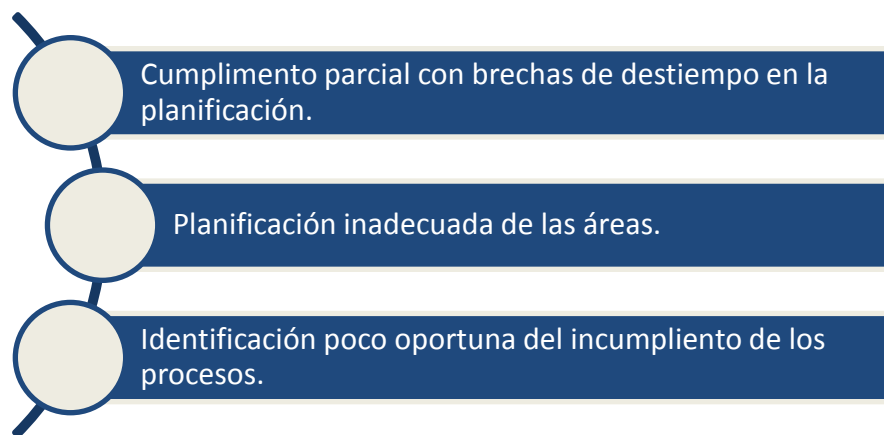 Cumplimento parcial con brechas de destiempo en la
planificación.
Planificación inadecuada de las áreas.
Identificación poco oportuna del incumpliento de los
procesos.